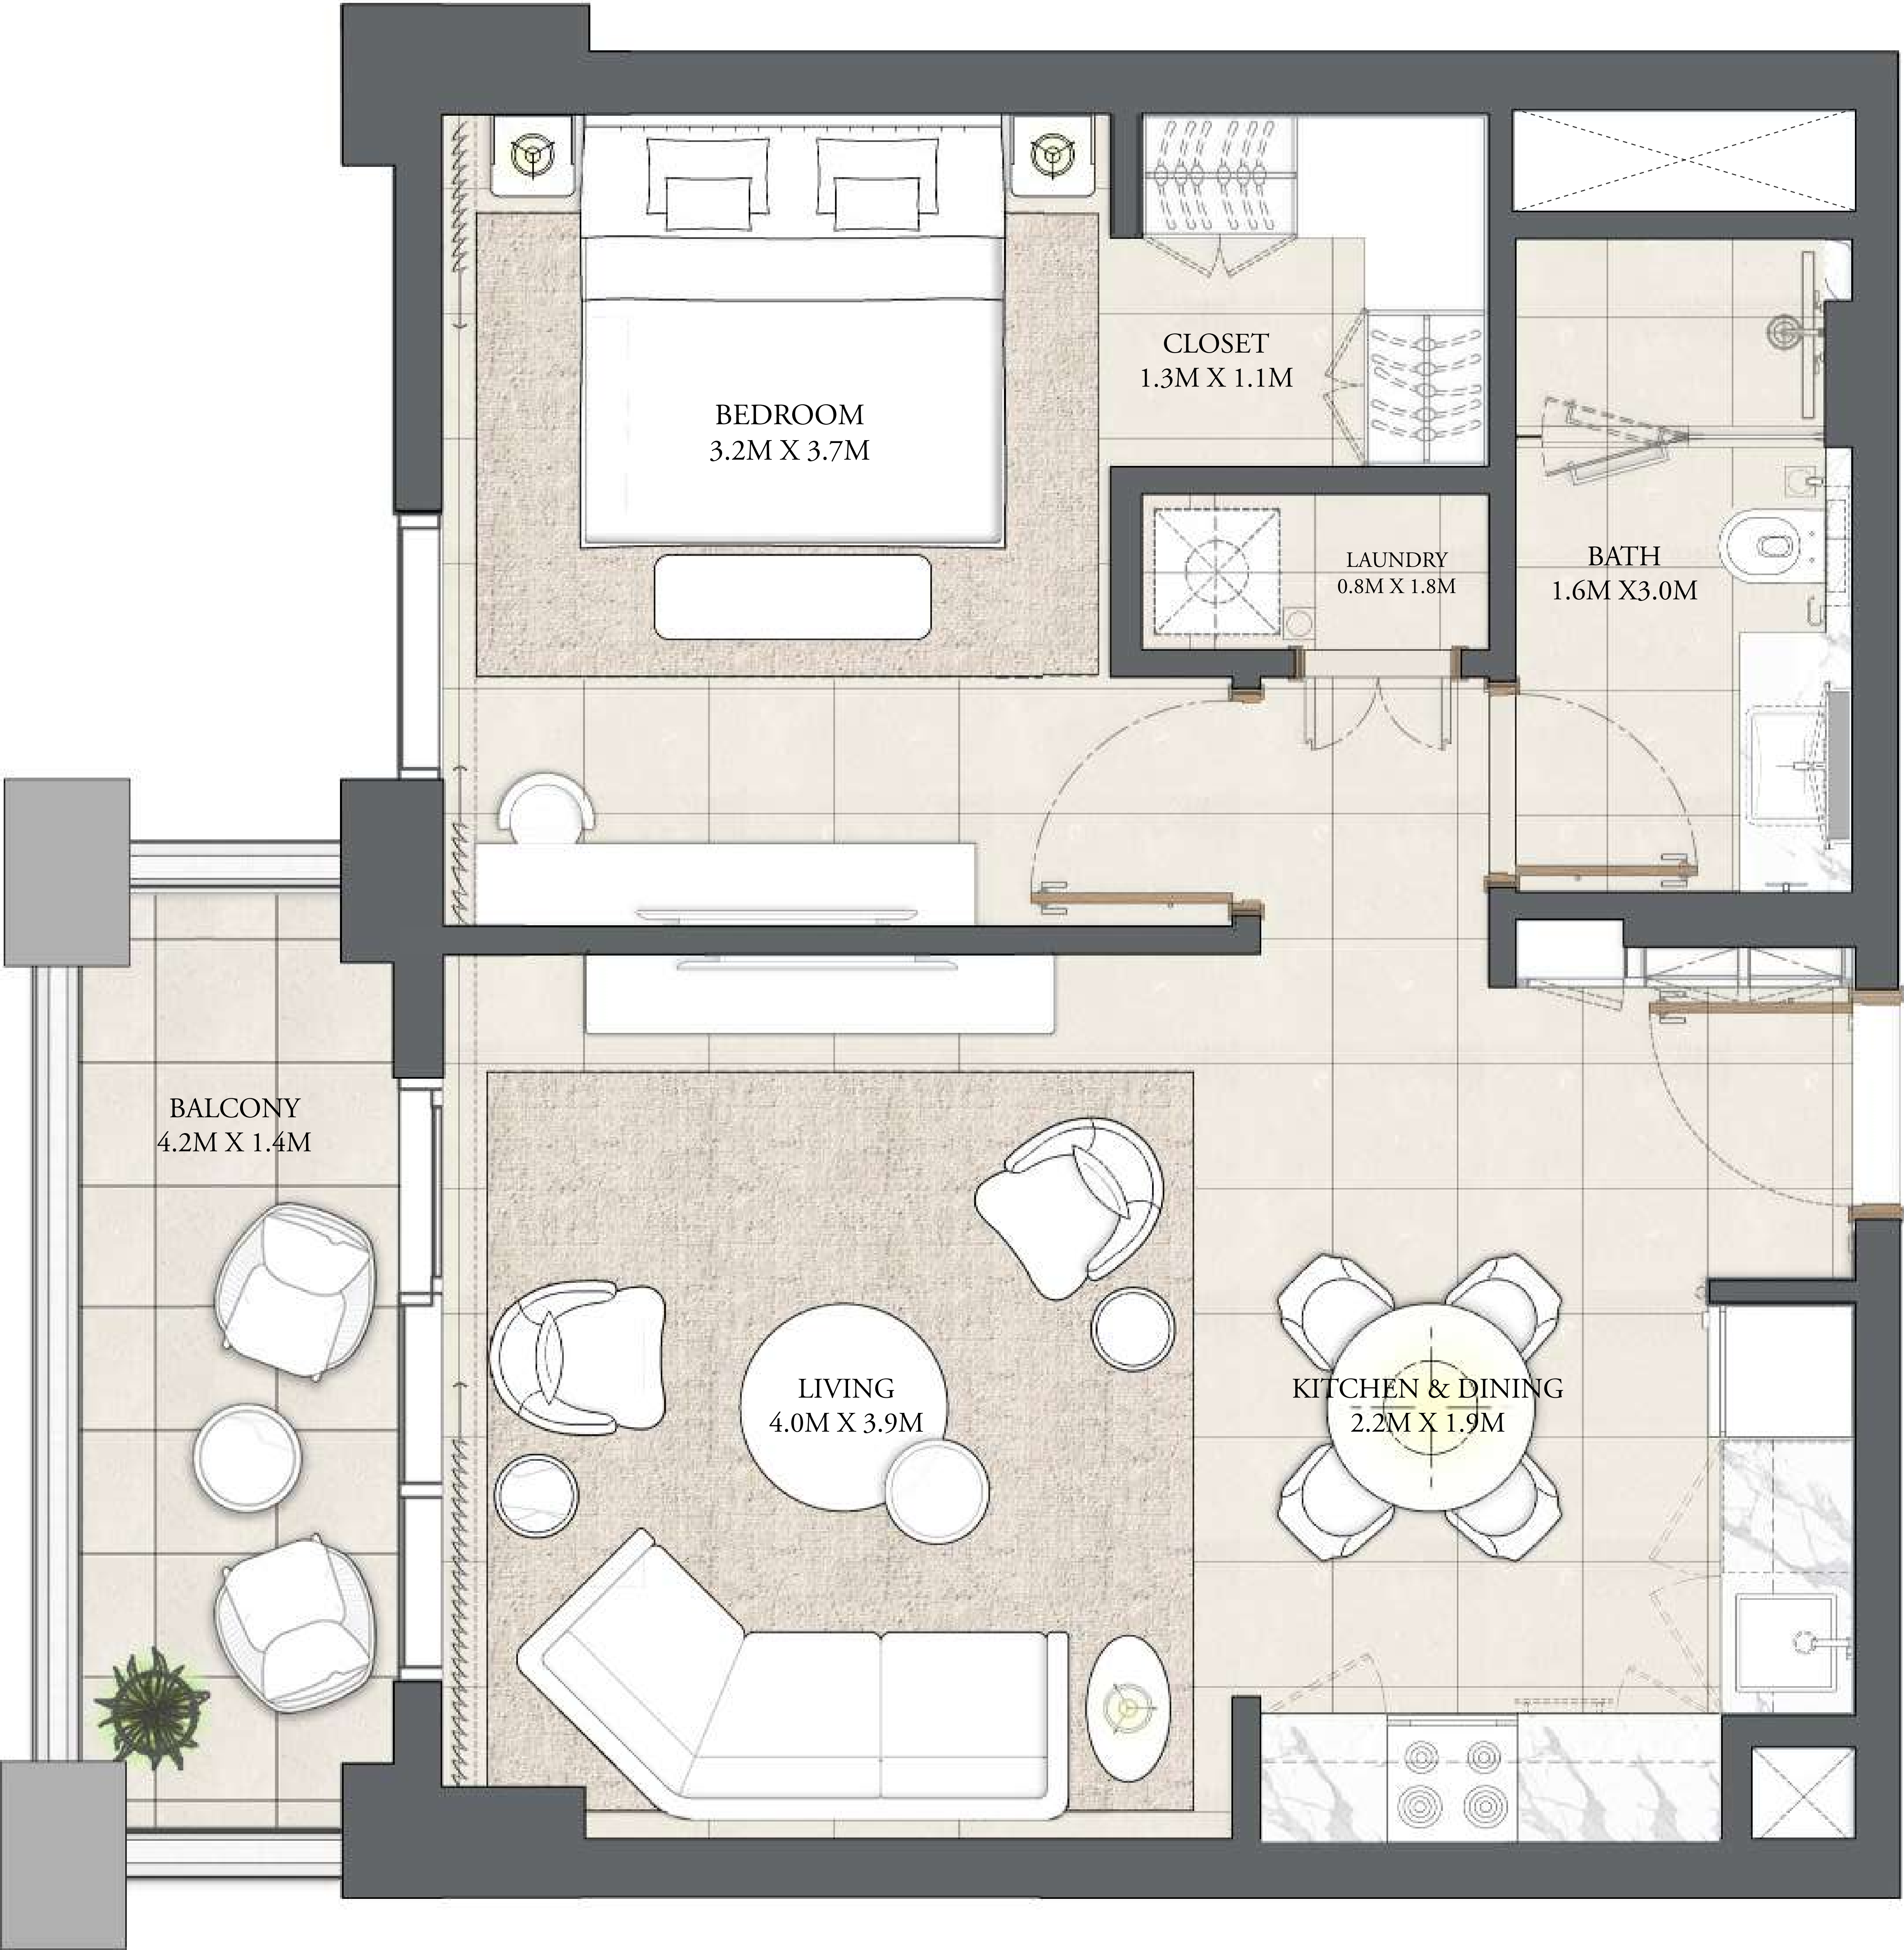 CLOSET
1.3M X 1.1M
BEDROOM
3.2M X 3.7M
LAUNDRY
0.8M X 1.8M
BATH
1.6M X3.0M
BALCONY
4.2M X 1.4M
LIVING
4.0M X 3.9M
KITCHEN & DINING
2.2M X 1.9M